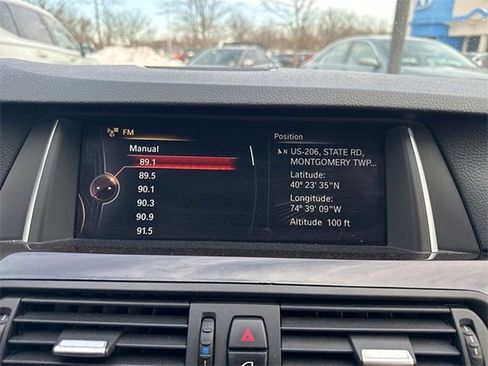 FM
Manual
89.1
89.5
90.1
90.3
90.9
91.5
Position
N US-206, STATE RD,
MONTGOMERY TWP...
Latitude:
40° 23' 35"N
Longitude:
74° 39' 09"W
Altitude: 100 ft